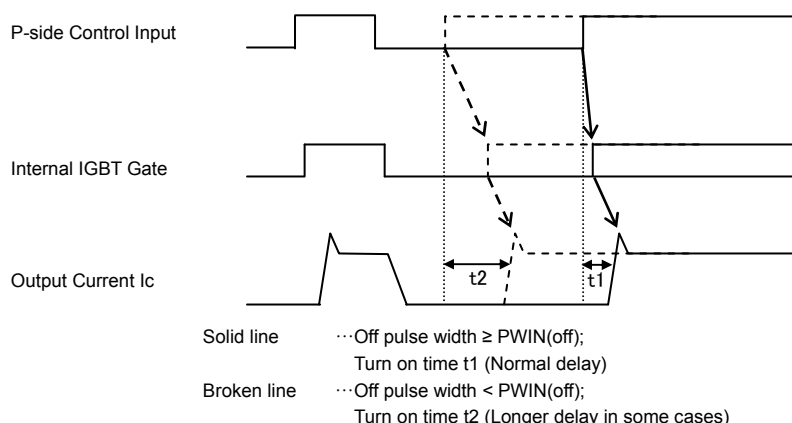 P-side Control Input
Internal IGBT Gate
Output Current Ic
t2
t1
Solid line ···Off pulse width ≥ PWIN(off);
Turn on time t1 (Normal delay)
Broken line ···Off pulse width < PWIN(off);
Turn on time t2 (Longer delay in some cases)